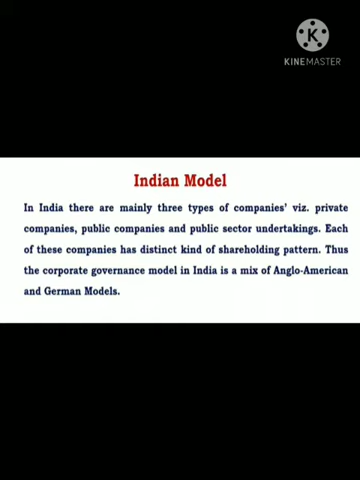 K
KINEMASTER
Indian Model
In India there are mainly three types of companies' viz. private
companies, public companies and public sector undertakings. Each
of these companies has distinct kind of shareholding pattern. Thus
the corporate governance model in India is a mix of Anglo-American
and German Models.